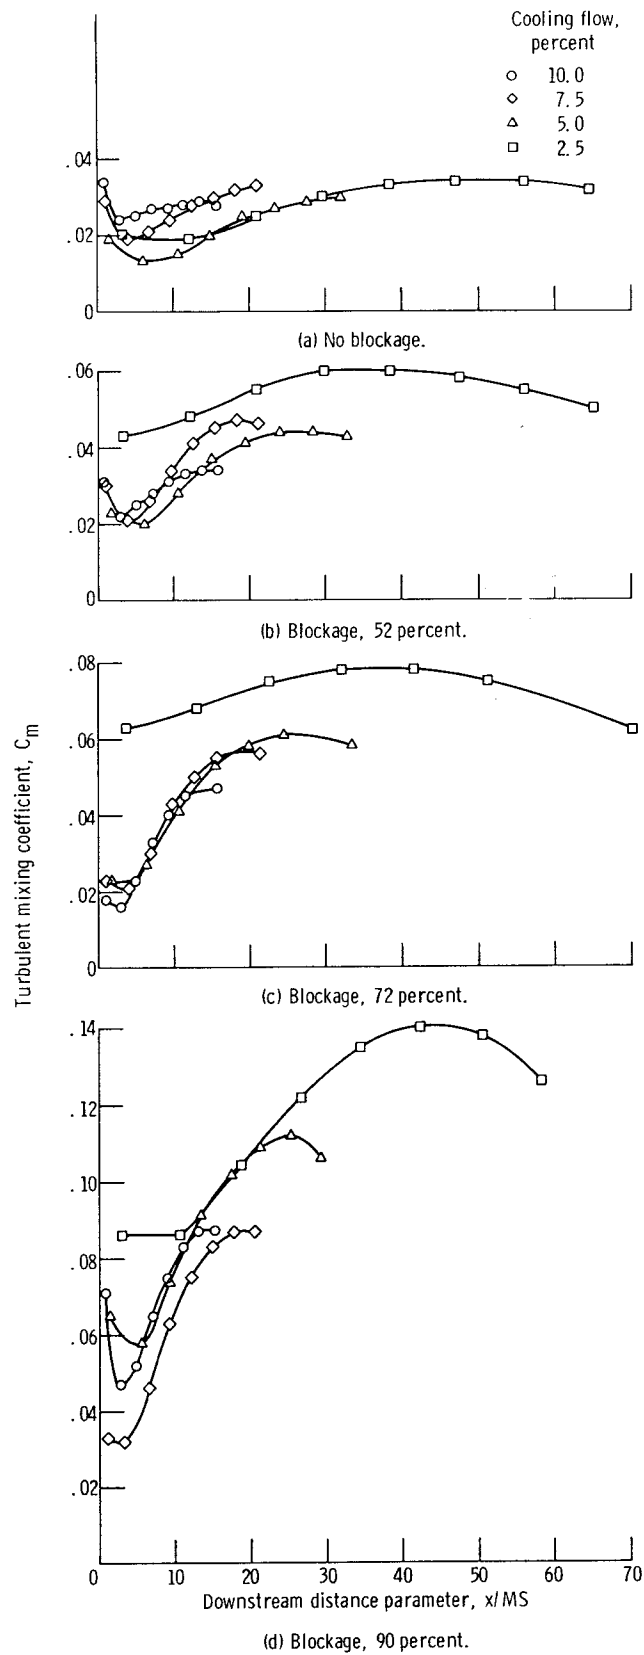 Cooling flow,
percent
10.0
7.5
5.0
2.5
.04
.02
0
(a) No blockage.
.06
.04
.02
0
(b) Blockage, 52 percent.
.08
.06
.04
.02
0
(c) Blockage, 72 percent.
Turbulent mixing coefficient, Cm
.14
.12
.10
.08
.06
.04
.02
0 10 20 30 40 50 60 70
Downstream distance parameter, x/MS
(d) Blockage, 90 percent.